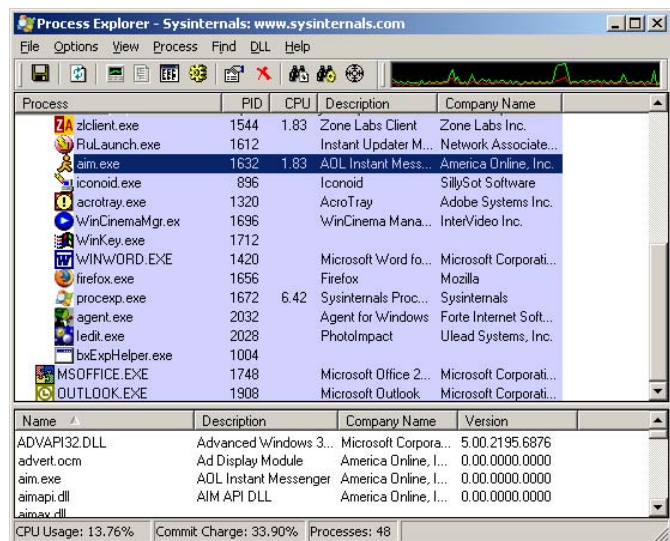 Process Explorer - Sysinternals: www.sysinternals.com
File Options View Process Find DLL Help
Process PID CPU Description Company Name
zlclient.exe 1544 1.83 Zone Labs Client Zone Labs Inc.
RuLaunch.exe 1612 Instant Updater M... Network Associate...
aim.exe 1632 1.83 AOL Instant Mess... America Online, Inc.
iconoid.exe 896 Iconoid SillySot Software
acrotray.exe 1320 AcroTray Adobe Systems Inc.
WinCinemaMgr.ex 1696 WinCinema Mana... InterVideo Inc.
WinKey.exe 1712
WINWORD.EXE 1420 Microsoft Word fo... Microsoft Corporati...
firefox.exe 1656 Firefox Mozilla
procexp.exe 1672 6.42 Sysinternals Proc... Sysinternals
agent.exe 2032 Agent for Windows Forte Internet Soft...
Iedit.exe 2028 PhotoImpact Ulead Systems, Inc.
bxExpHelper.exe 1004
MSOFFICE.EXE 1748 Microsoft Office 2... Microsoft Corporati...
OUTLOOK.EXE 1908 Microsoft Outlook Microsoft Corporati...
Name Description Company Name Version
ADVAPI32.DLL Advanced Windows 3... Microsoft Corpora... 5.00.2195.6876
advert.ocm Ad Display Module America Online, I... 0.00.0000.0000
aim.exe AOL Instant Messenger America Online, I... 0.00.0000.0000
aimapi.dll AIM API DLL America Online, I... 0.00.0000.0000
aimax.dll
CPU Usage: 13.76% Commit Charge: 33.90% Processes: 48